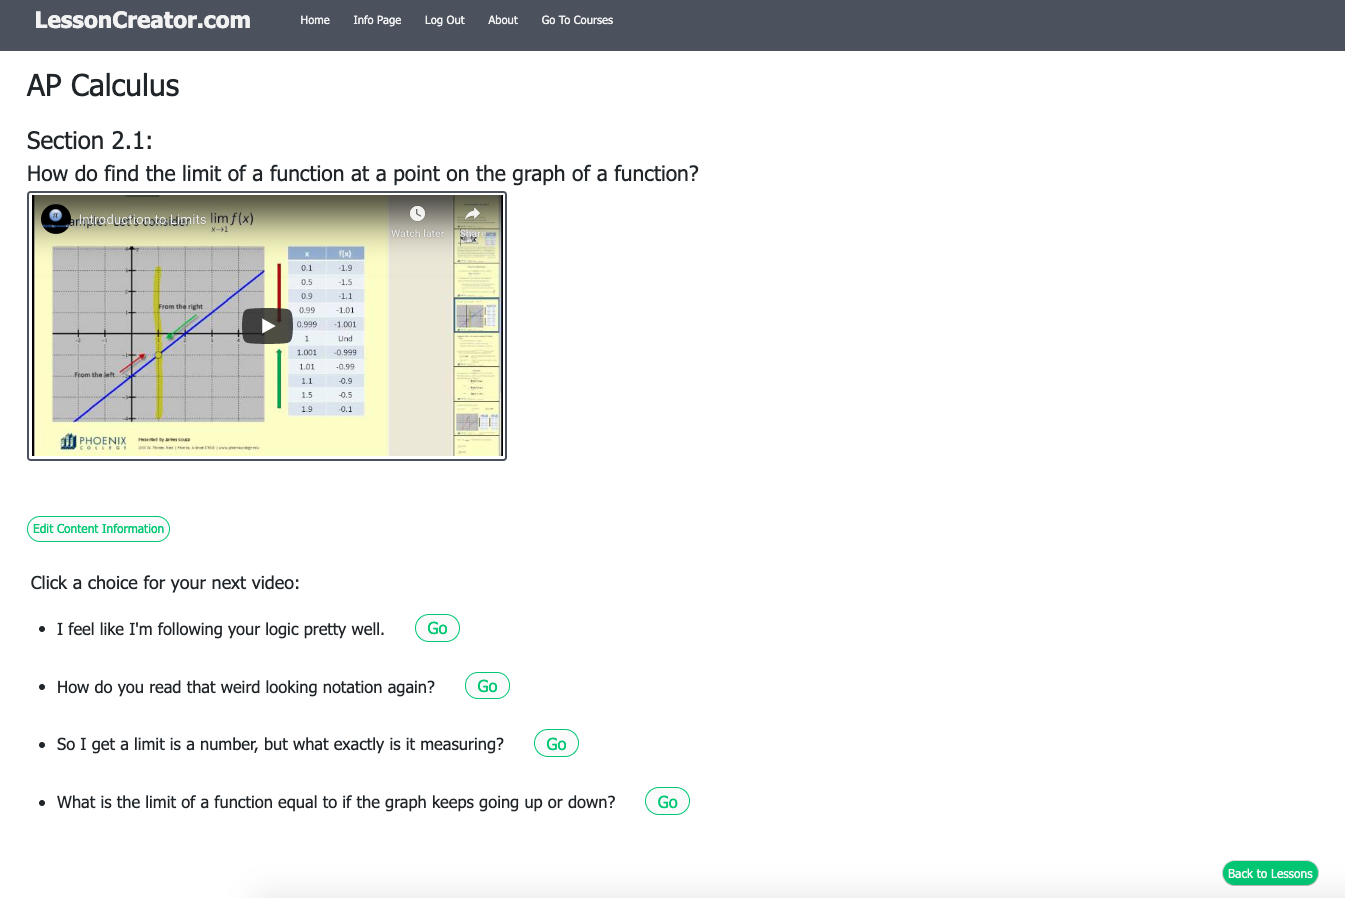 LessonCreator.com
Home Info Page Log Out About Go To Courses
AP Calculus
Section 2.1:
How do find the limit of a function at a point on the graph of a function?
Introduction to Limits
lim f(x)
x→1
Watch later
Share
From the right
From the left
x f(x)
0.1 -1.9
0.5 -1.5
0.9 -1.1
0.99 -1.01
0.999 -1.001
1 Und
1.001 -0.999
1.01 -0.99
1.1 -0.9
1.5 -0.5
1.9 -0.1
PHOENIX
COLLEGE
Presented by James Sousa
Edit Content Information
Click a choice for your next video:
I feel like I'm following your logic pretty well. Go
How do you read that weird looking notation again? Go
So I get a limit is a number, but what exactly is it measuring? Go
What is the limit of a function equal to if the graph keeps going up or down? Go
Back to Lessons